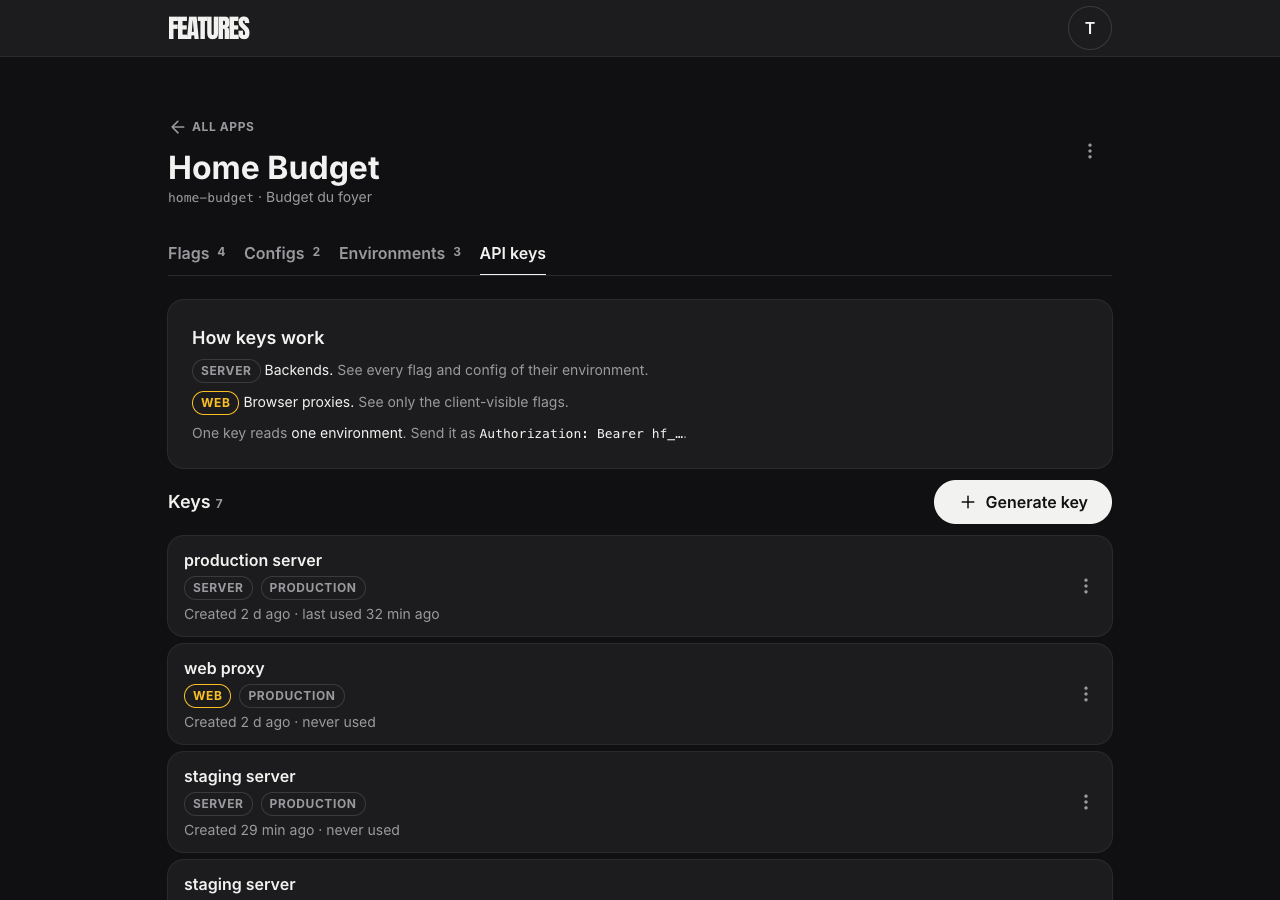 FEATURES
T
ALL APPS
Home Budget
home-budget · Budget du foyer
Flags 4 Configs 2 Environments 3 API keys
How keys work
SERVER Backends. See every flag and config of their environment.
WEB Browser proxies. See only the client-visible flags.
One key reads one environment. Send it as Authorization: Bearer hf_….
Keys 7
Generate key
production server
SERVER PRODUCTION
Created 2 d ago · last used 32 min ago
web proxy
WEB PRODUCTION
Created 2 d ago · never used
staging server
SERVER PRODUCTION
Created 29 min ago · never used
staging server